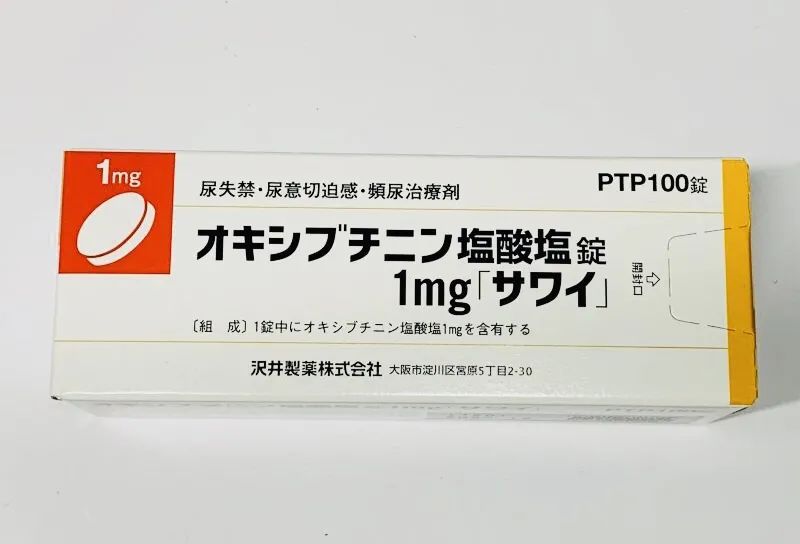 1mg
尿失禁・尿意切迫感・頻尿治療剤
PTP100錠
オキシブチニン塩酸塩錠
1mg「サワイ」
開封口
〔組 成〕1錠中にオキシブチニン塩酸塩1mgを含有する
沢井製薬株式会社 大阪市淀川区宮原5丁目2-30